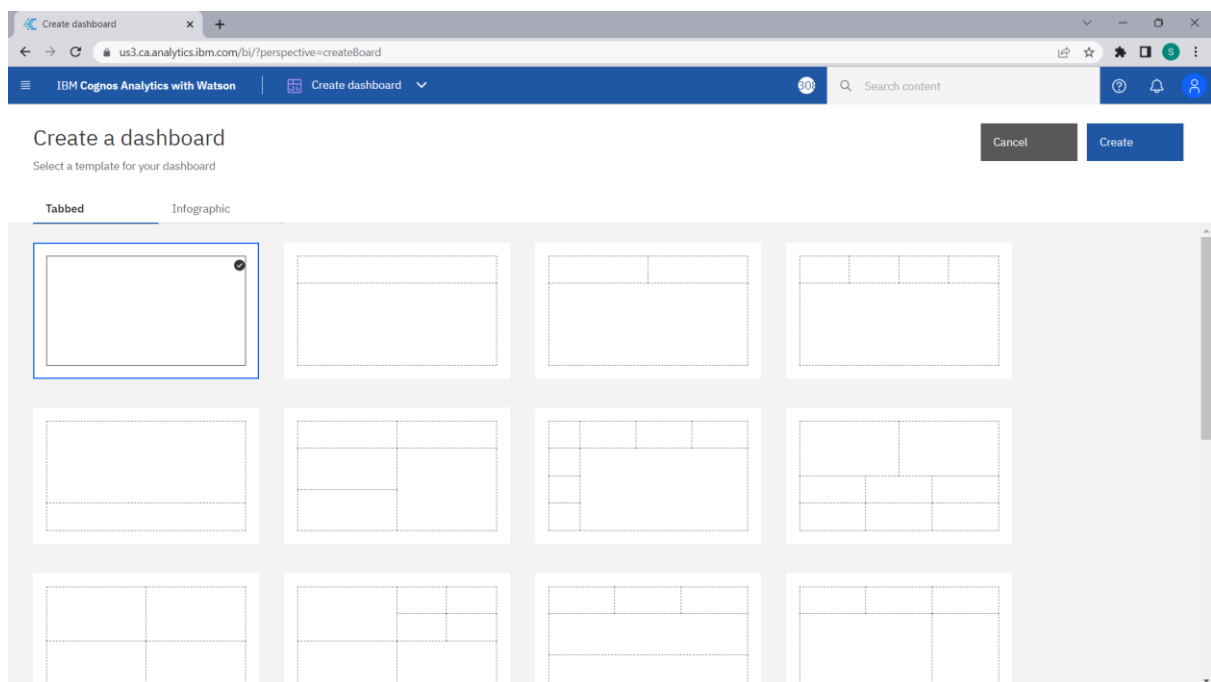 Create dashboard
us3.ca.analytics.ibm.com/bi/?perspective=createBoard
S
IBM Cognos Analytics with Watson
Create dashboard
Search content
Create a dashboard
Cancel
Create
Select a template for your dashboard
Tabbed
Infographic